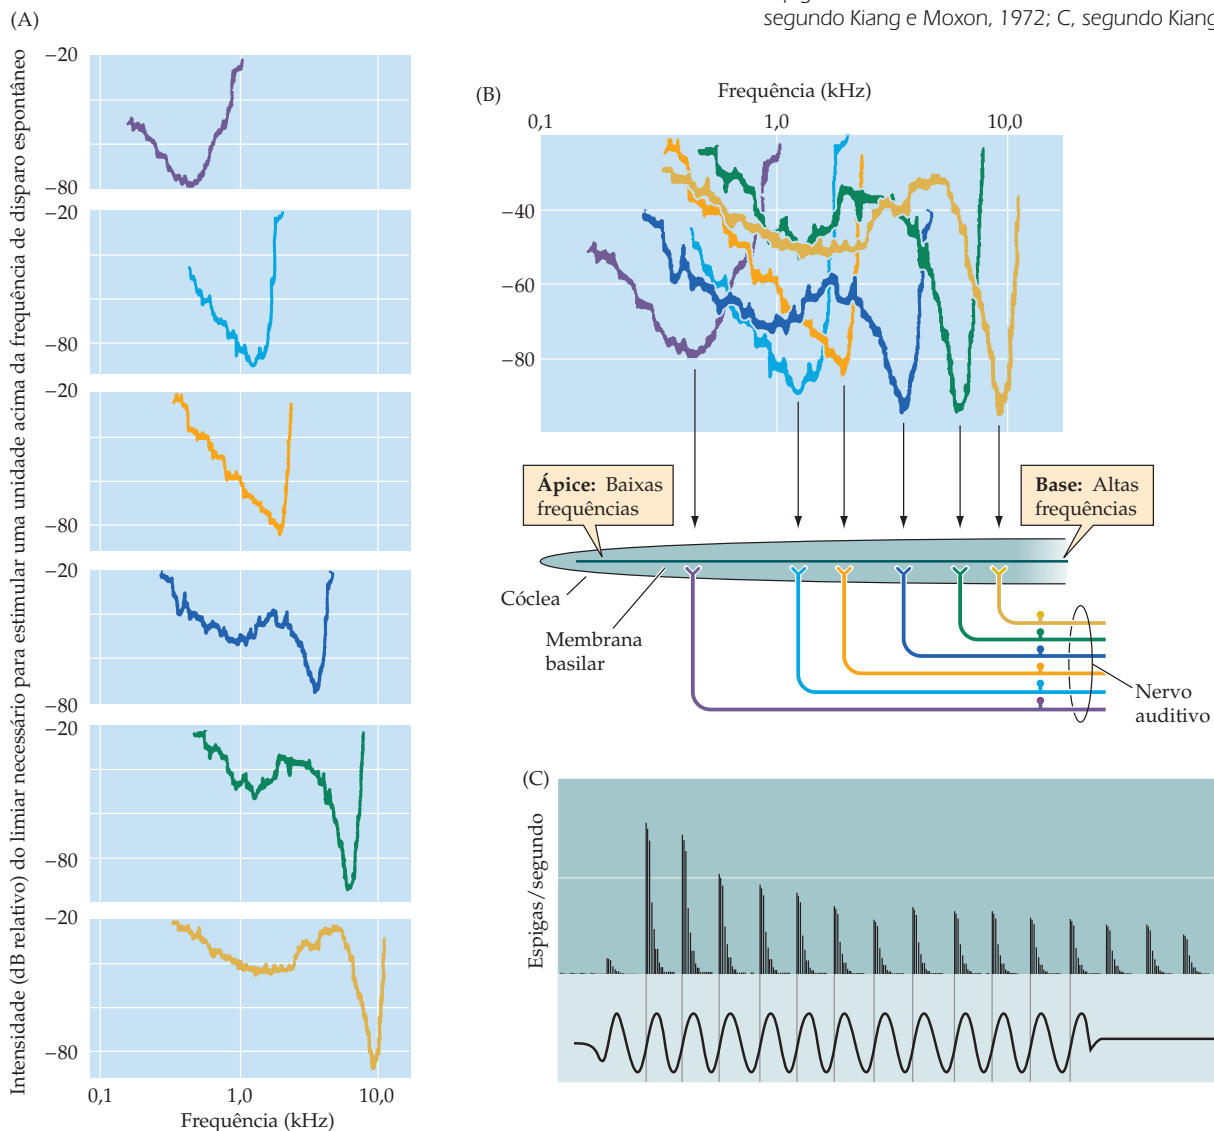 segundo Kiang e Moxon, 1972; C, segundo Kiang
(A)
Intensidade (dB relativo) do limiar necessário para estimular uma unidade acima da frequência de disparo espontâneo
−20
−80
−20
−80
−20
−80
−20
−80
−20
−80
−20
−80
0,1
1,0
10,0
Frequência (kHz)
(B)
Frequência (kHz)
0,1
1,0
10,0
−40
−60
−80
Ápice: Baixas
frequências
Base: Altas
frequências
Cóclea
Membrana
basilar
Nervo
auditivo
(C)
Espigas/segundo